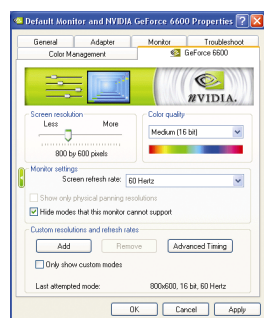 Default Monitor and NVIDIA GeForce 6600 Properties
General Adapter Monitor Troubleshoot
Color Management GeForce 6600
NVIDIA.
Screen resolution
Less More
800 by 600 pixels
Color quality
Medium (16 bit)
Monitor settings
Screen refresh rate: 60 Hertz
Show only physical panning resolutions
Hide modes that this monitor cannot support
Custom resolutions and refresh rates
Add Remove Advanced Timing
Only show custom modes
Last attempted mode: 800x600, 16 bit, 60 Hertz
OK Cancel Apply